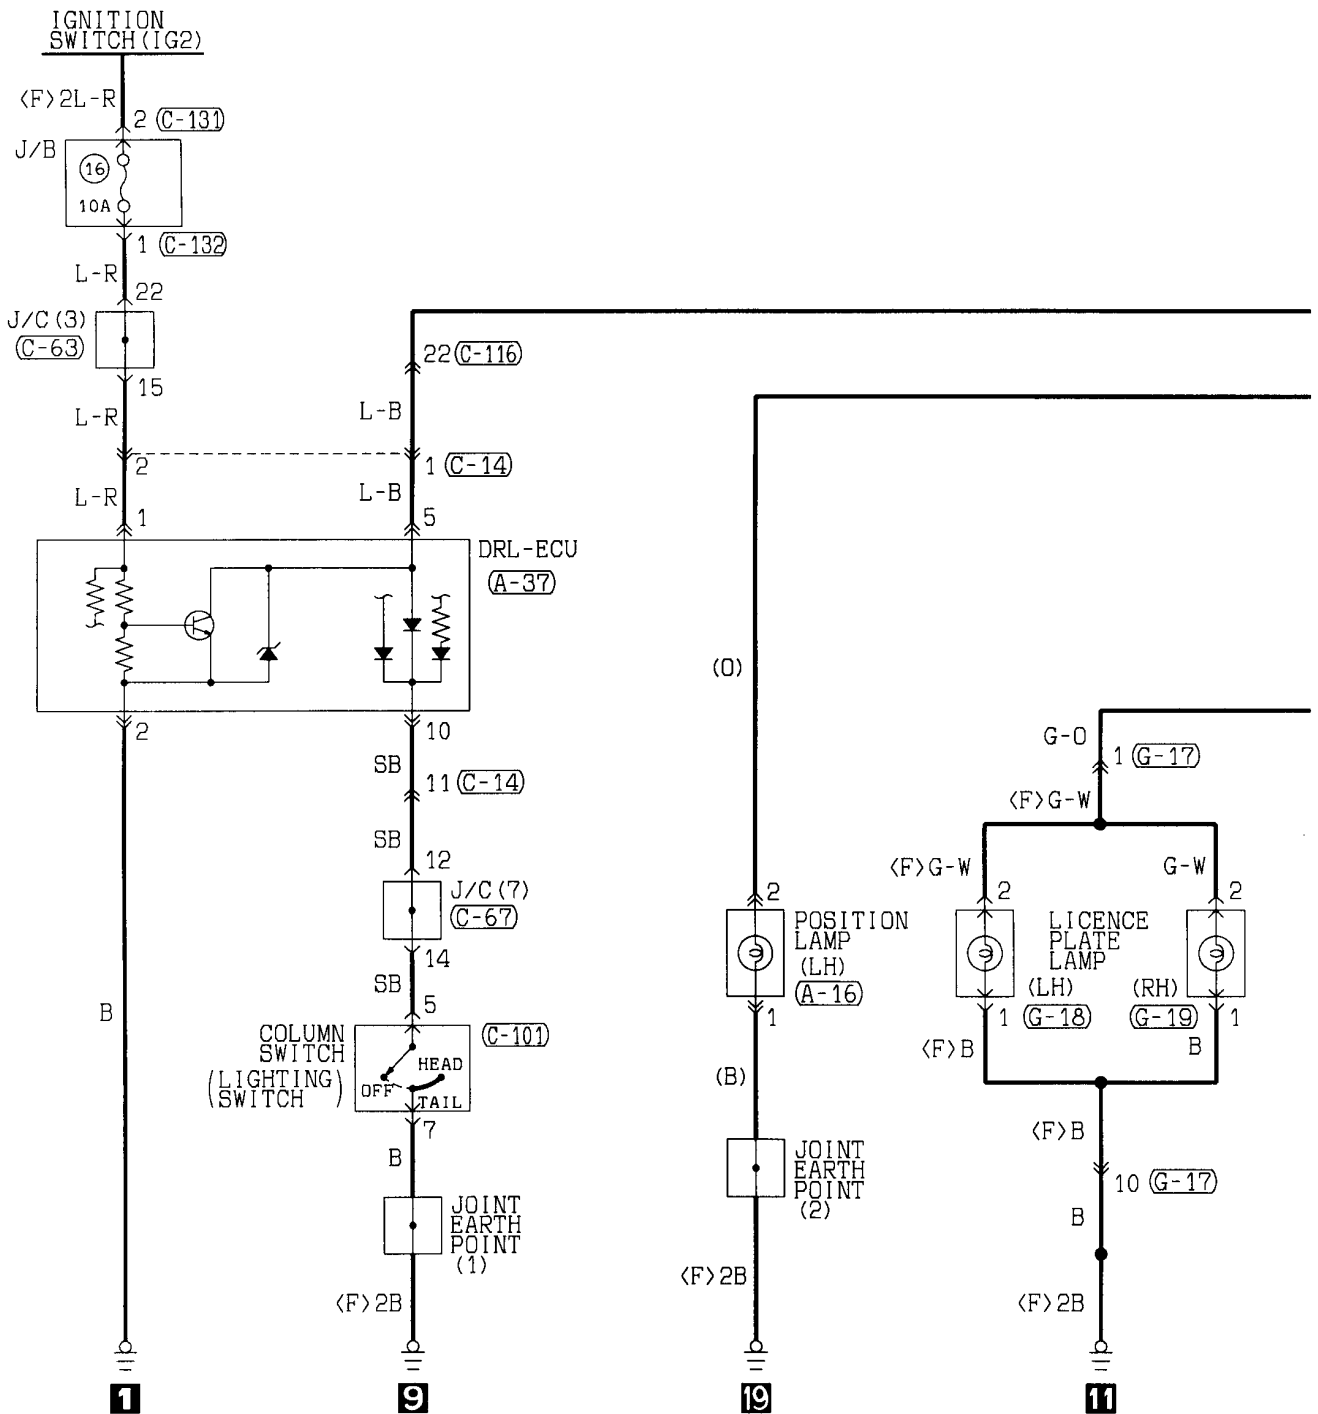 IGNITION
SWITCH(IG2)
<F>2L-R
2 C-131
J/B
16
10A
1 C-132
L-R
22
J/C(3)
C-63
15
22 C-116
L-R
L-B
2
1 C-14
L-R
L-B
1
5
DRL-ECU
A-37
2
10
SB
11 C-14
SB
12
J/C(7)
C-67
14
SB
5
B
COLUMN
SWITCH
(LIGHTING
SWITCH)
C-101
HEAD
OFF
TAIL
7
B
JOINT
EARTH
POINT
(1)
<F>2B
(O)
2
POSITION
LAMP
(LH)
A-16
1
(B)
JOINT
EARTH
POINT
(2)
<F>2B
G-O
1 G-17
<F>G-W
<F>G-W
G-W
2
2
LICENCE
PLATE
LAMP
(LH)
(RH)
1 G-18
G-19 1
<F>B
B
<F>B
10 G-17
B
<F>2B
1
9
19
11